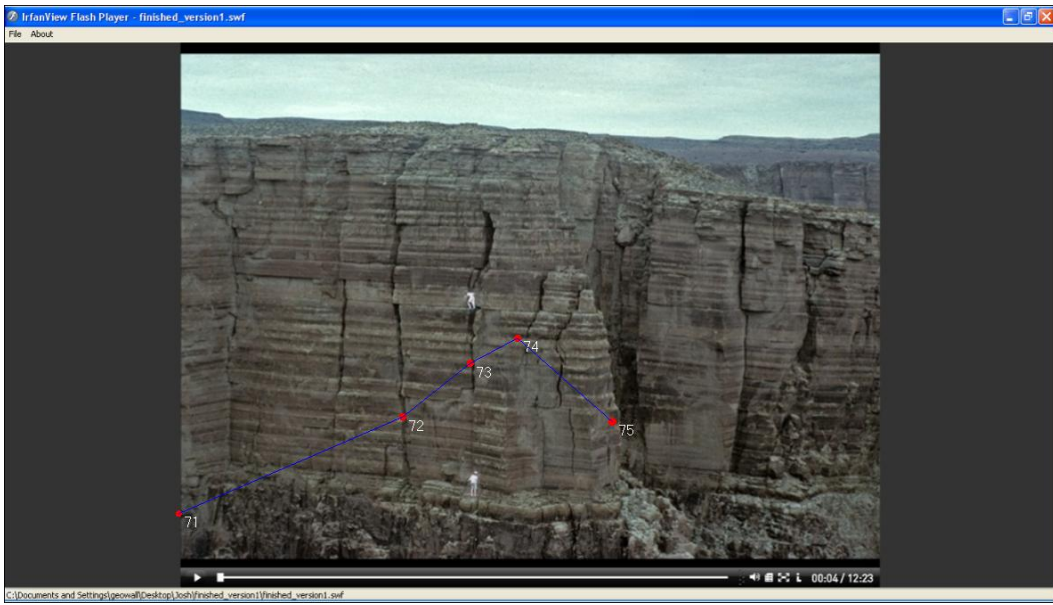 IrfanView Flash Player - finished_version1.swf
File About
74
73
72
75
71
00:04 / 12:23
C:\Documents and Settings\geowall\Desktop\Josh\finished_version1\finished_version1.swf